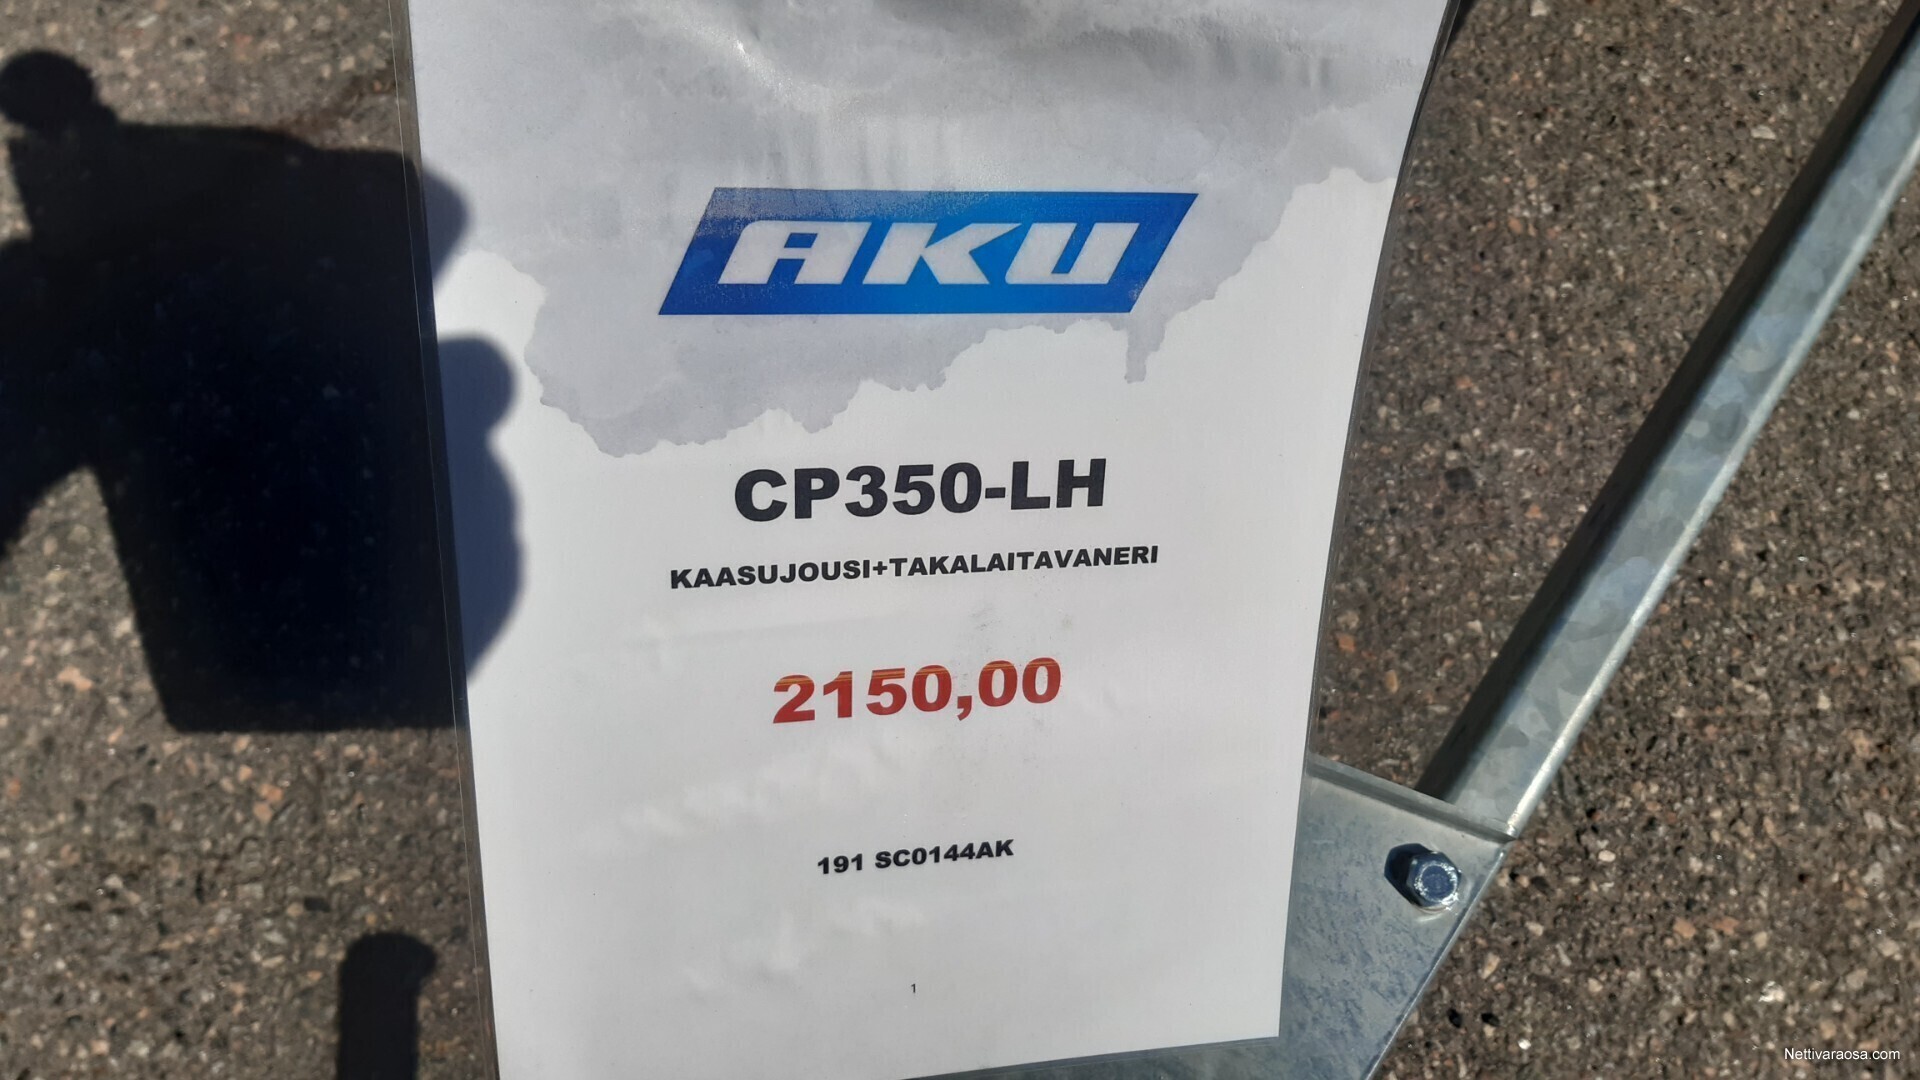 AKU
CP350-LH
KAASUJOUSI+TAKALAITAVANERI
2150,00
191 SC0144AK
1
Nettivaraosa.com